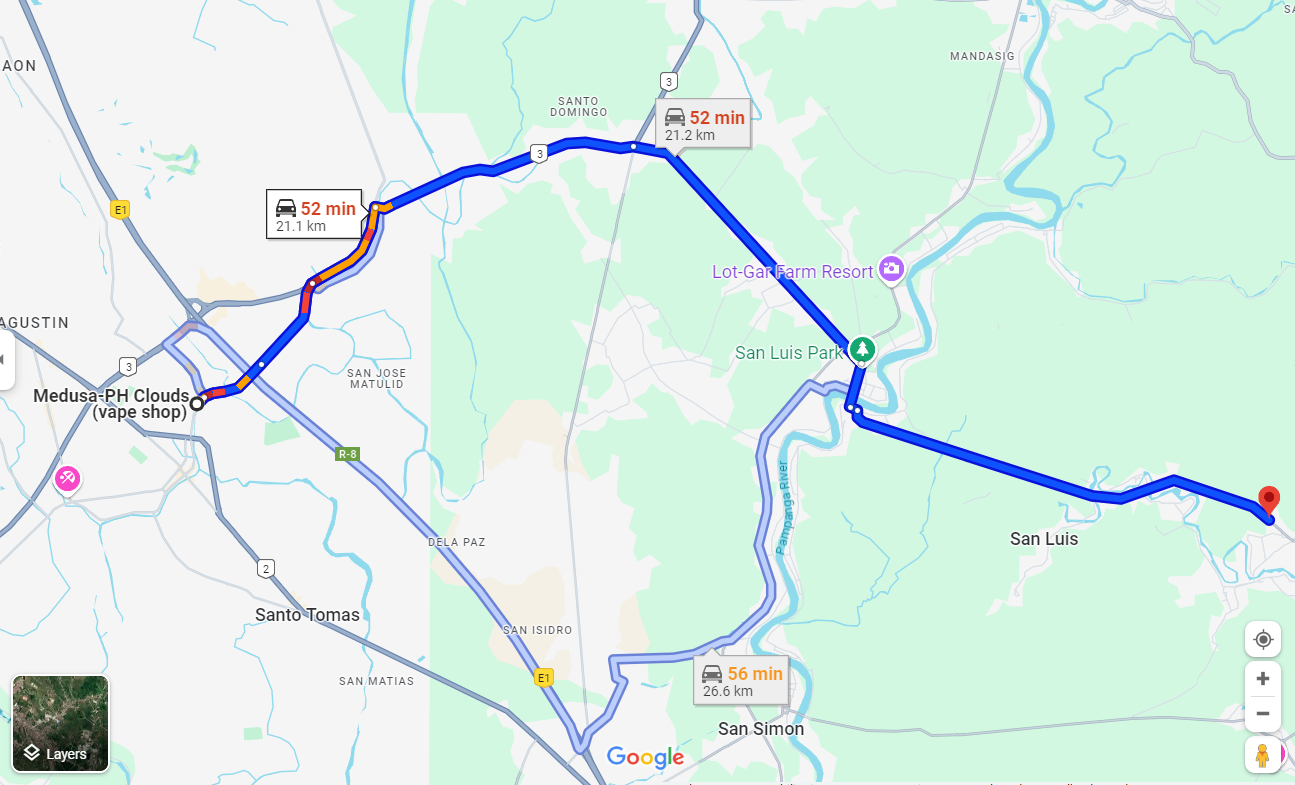 MANDASIG
AON
3
SANTO
DOMINGO
52 min
21.2 km
3
E1
52 min
21.1 km
Lot-Gar Farm Resort
AGUSTIN
San Luis Park
3
SAN JOSE
MATULID
Medusa-PH Clouds
(vape shop)
R-8
Pampanga River
DELA PAZ
San Luis
2
Santo Tomas
SAN ISIDRO
SAN MATIAS
E1
56 min
26.6 km
San Simon
Layers
Google